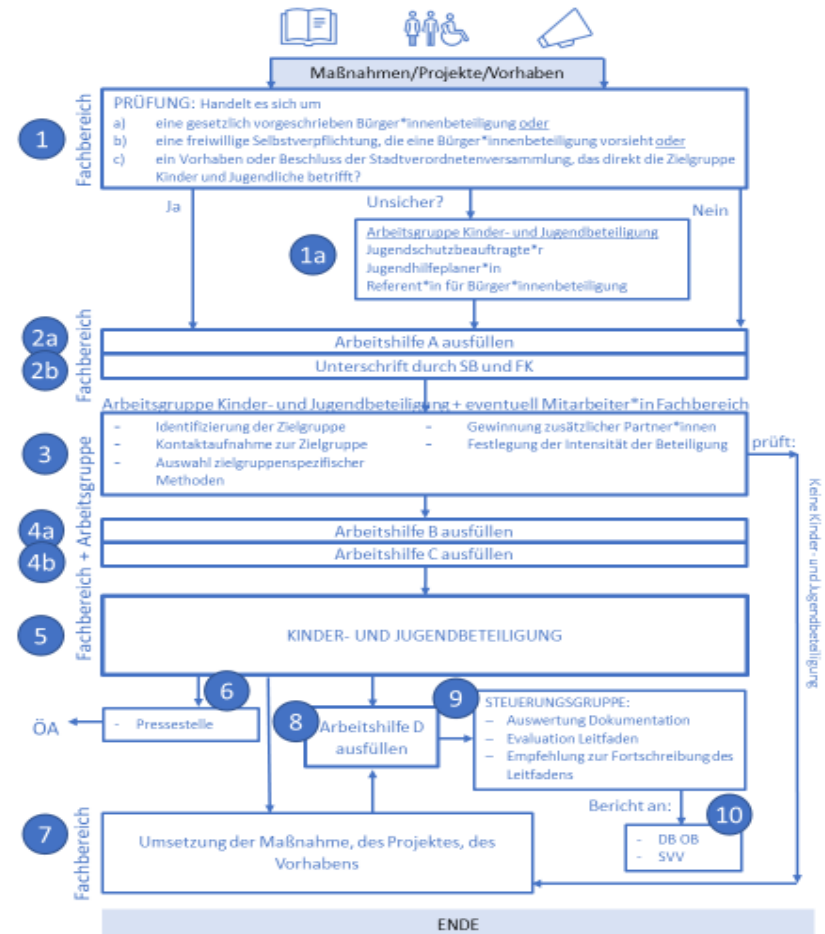 Maßnahmen/Projekte/Vorhaben
1
Fachbereich
PRÜFUNG: Handelt es sich um
a) eine gesetzlich vorgeschrieben Bürger*innenbeteiligung oder
b) eine freiwillige Selbstverpflichtung, die eine Bürger*innenbeteiligung vorsieht oder
c) ein Vorhaben oder Beschluss der Stadtverordnetenversammlung, das direkt die Zielgruppe
Kinder und Jugendliche betrifft?
Ja
Unsicher?
Nein
1a
Arbeitsgruppe Kinder- und Jugendbeteiligung
Jugendschutzbeauftragte*r
Jugendhilfeplaner*in
Referent*in für Bürger*innenbeteiligung
2a
2b
Fachbereich
Arbeitshilfe A ausfüllen
Unterschrift durch SB und FK
Arbeitsgruppe Kinder- und Jugendbeteiligung + eventuell Mitarbeiter*in Fachbereich
3
- Identifizierung der Zielgruppe
- Kontaktaufnahme zur Zielgruppe
- Auswahl zielgruppenspezifischer
Methoden
- Gewinnung zusätzlicher Partner*innen
- Festlegung der Intensität der Beteiligung
prüft:
Keine Kinder- und Jugendbeteiligung
Fachbereich + Arbeitsgruppe
4a
4b
Arbeitshilfe B ausfüllen
Arbeitshilfe C ausfüllen
5
KINDER- UND JUGENDBETEILIGUNG
6
- Pressestelle
ÖA
8
Arbeitshilfe D
ausfüllen
9
STEUERUNGSGRUPPE:
- Auswertung Dokumentation
- Evaluation Leitfaden
- Empfehlung zur Fortschreibung des
Leitfadens
Bericht an:
10
- DB OB
- SVV
7
Fachbereich
Umsetzung der Maßnahme, des Projektes, des
Vorhabens
ENDE